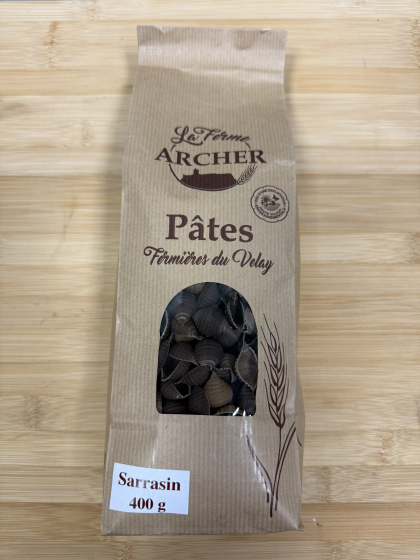 La Ferme
ARCHER
Pâtes
Fermières du Velay
Sarrasin
400 g